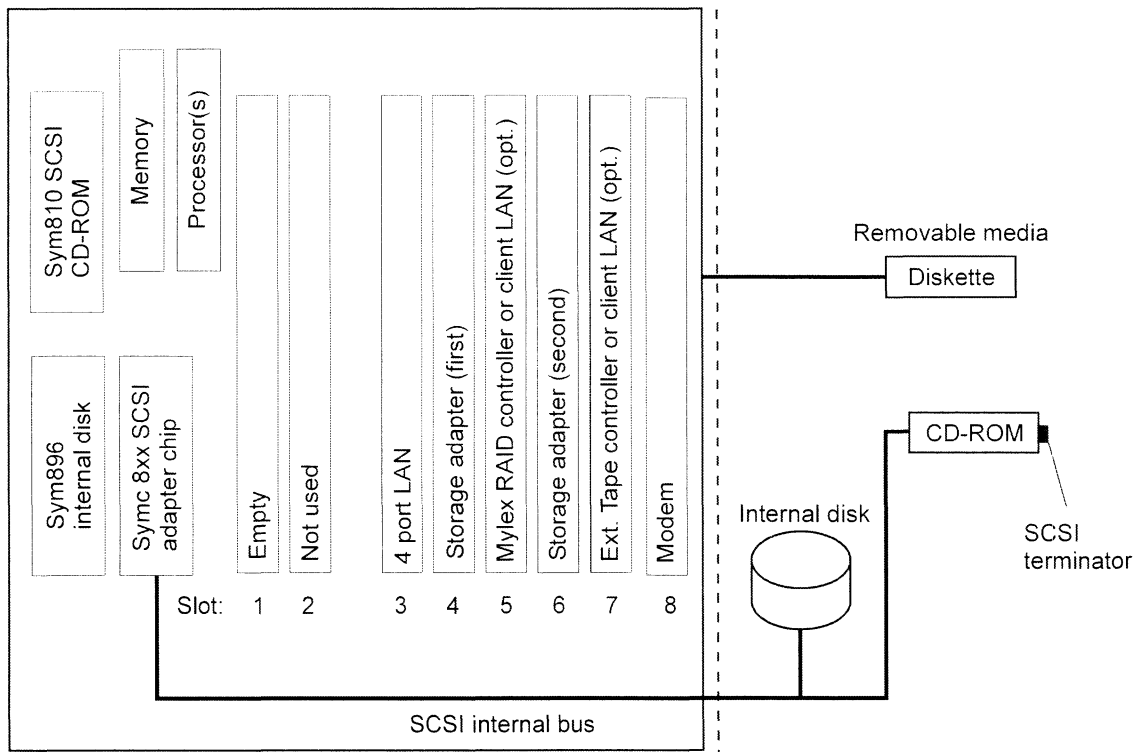 Sym810 SCSI
CD-ROM
Memory
Processor(s)
Sym896
internal disk
Symc 8xx SCSI
adapter chip
Empty
Not used
4 port LAN
Storage adapter (first)
Mylex RAID controller or client LAN (opt.)
Storage adapter (second)
Ext. Tape controller or client LAN (opt.)
Modem
Slot: 1 2 3 4 5 6 7 8
SCSI internal bus
Removable media
Diskette
CD-ROM
Internal disk
SCSI
terminator